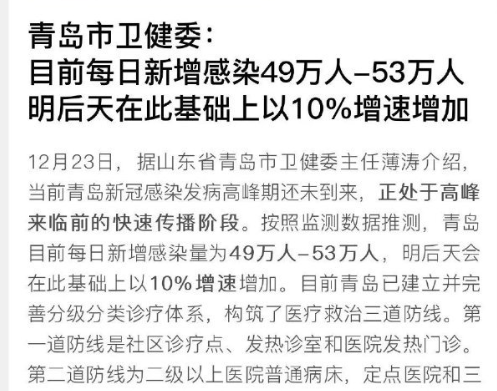 青岛市卫健委：
目前每日新增感染49万人-53万人
明后天在此基础上以10%增速增加
12月23日，据山东省青岛市卫健委主任薄涛介绍，
当前青岛新冠感染发病高峰期还未到来，正处于高峰
来临前的快速传播阶段。按照监测数据推测，青岛
目前每日新增感染量为49万人-53万人，明后天会
在此基础上以10%增速增加。目前青岛已建立并完
善分级分类诊疗体系，构筑了医疗救治三道防线。第
一道防线是社区诊疗点、发热诊室和医院发热门诊。
第二道防线为二级以上医院普通病床，定点医院和三